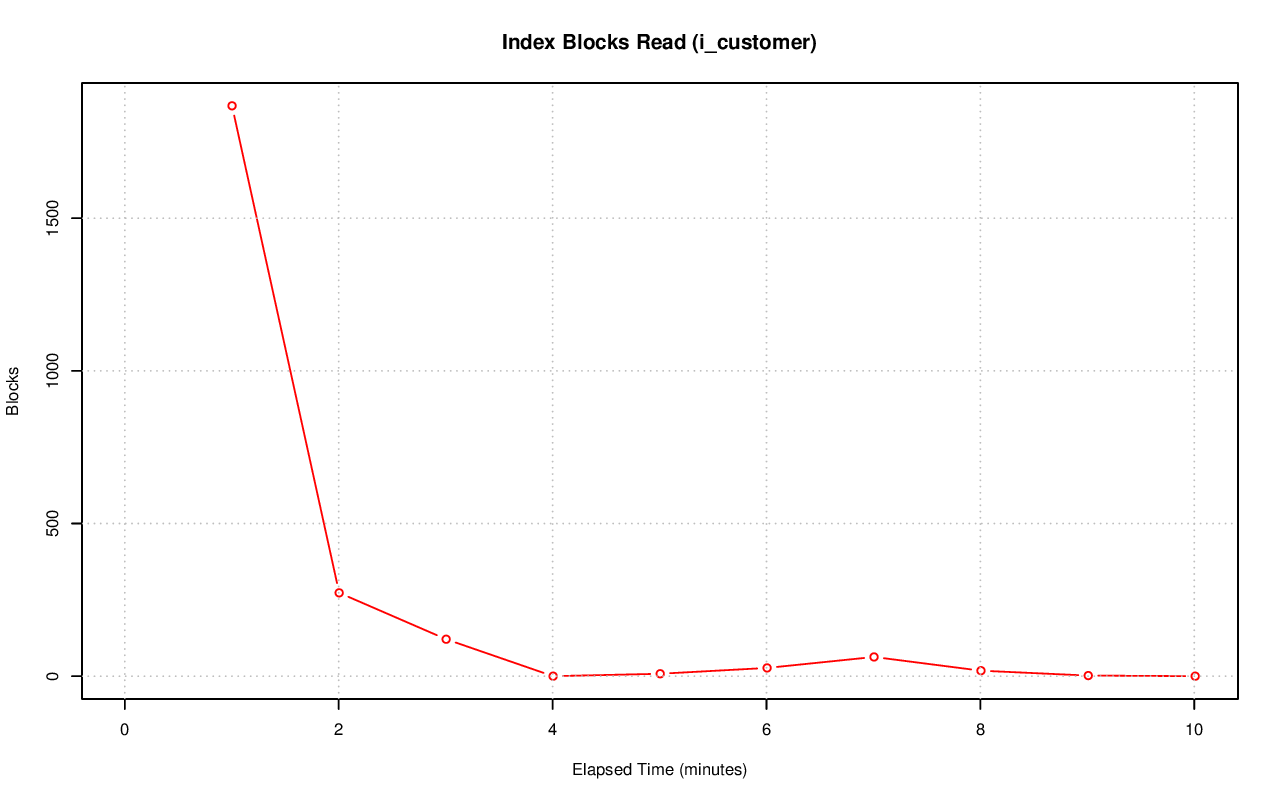 Index Blocks Read (i_customer)
1500
1000
500
0
Blocks
0 2 4 6 8 10
Elapsed Time (minutes)